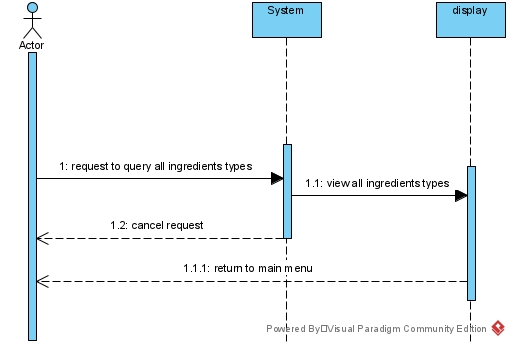 System
display
Actor
1: request to query all ingredients types
1.1: view all ingredients types
1.2: cancel request
1.1.1: return to main menu
Powered By Visual Paradigm Community Edition